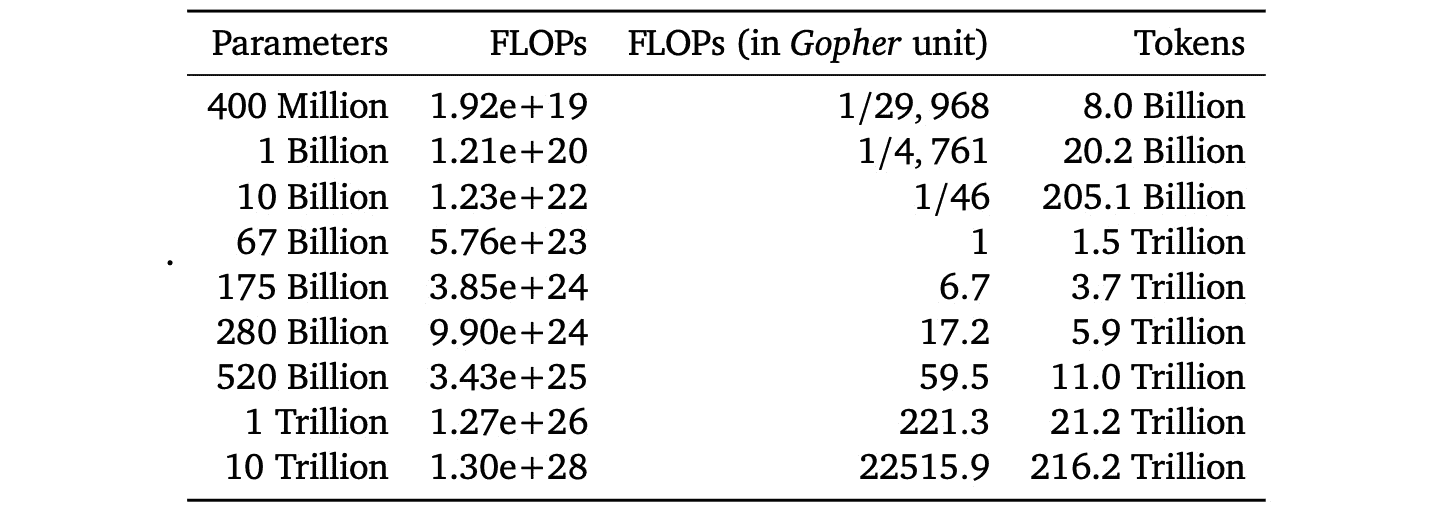 Parameters FLOPs FLOPs (in Gopher unit) Tokens
400 Million 1.92e+19 1/29, 968 8.0 Billion
1 Billion 1.21e+20 1/4, 761 20.2 Billion
10 Billion 1.23e+22 1/46 205.1 Billion
67 Billion 5.76e+23 1 1.5 Trillion
175 Billion 3.85e+24 6.7 3.7 Trillion
280 Billion 9.90e+24 17.2 5.9 Trillion
520 Billion 3.43e+25 59.5 11.0 Trillion
1 Trillion 1.27e+26 221.3 21.2 Trillion
10 Trillion 1.30e+28 22515.9 216.2 Trillion